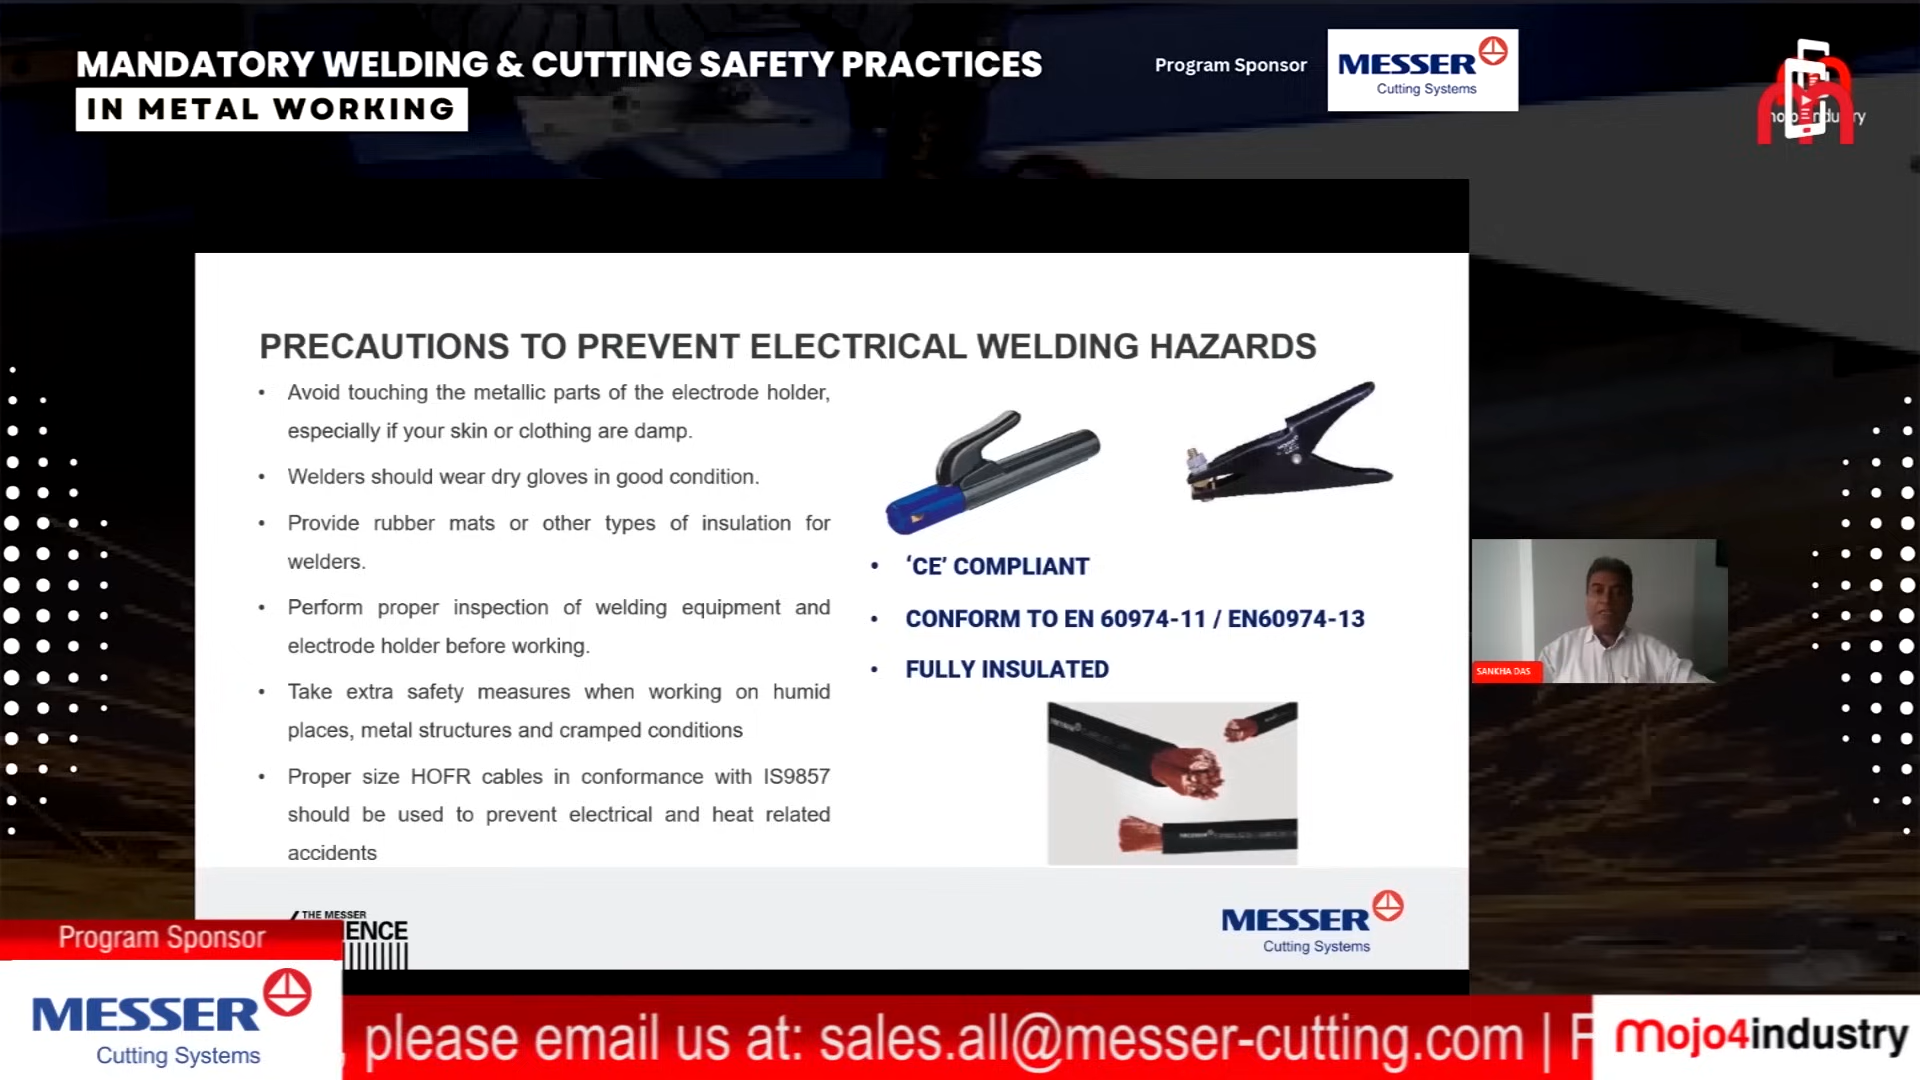 MANDATORY WELDING & CUTTING SAFETY PRACTICES
IN METAL WORKING
Program Sponsor
MESSER
Cutting Systems
PRECAUTIONS TO PREVENT ELECTRICAL WELDING HAZARDS
• Avoid touching the metallic parts of the electrode holder,
especially if your skin or clothing are damp.
• Welders should wear dry gloves in good condition.
• Provide rubber mats or other types of insulation for
welders.
• Perform proper inspection of welding equipment and
electrode holder before working.
• Take extra safety measures when working on humid
places, metal structures and cramped conditions
• Proper size HOFR cables in conformance with IS9857
should be used to prevent electrical and heat related
accidents
• ‘CE’ COMPLIANT
• CONFORM TO EN 60974-11 / EN60974-13
• FULLY INSULATED
SANKHA DAS
THE MESSER
ENCE
MESSER
Cutting Systems
Program Sponsor
MESSER
Cutting Systems
, please email us at: sales.all@messer-cutting.com | F
mojo4industry